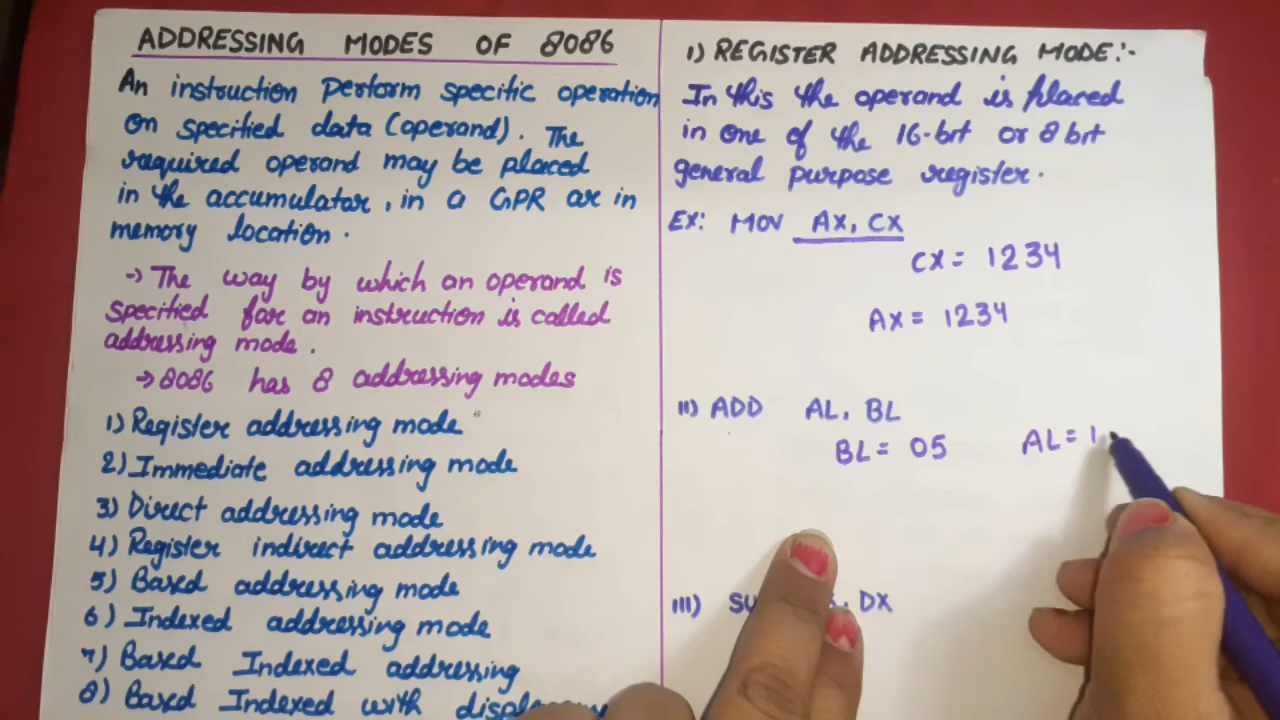 ADDRESSING MODES OF 8086
An instruction perform specific operation
on specified data (operand). The
required operand may be placed
in the accumulator, in a GPR or in
memory location.
→ The way by which an operand is
specified for an instruction is called
addressing mode.
→ 8086 has 8 addressing modes
1) Register addressing mode
2) Immediate addressing mode
3) Direct addressing mode
4) Register indirect addressing mode
5) Based addressing mode
6) Indexed addressing mode
7) Based Indexed addressing
8) Based Indexed with
1) REGISTER ADDRESSING MODE:-
In this the operand is placed
in one of the 16-bit or 8 bit
general purpose register.
EX: MOV AX, CX
CX = 1234
AX = 1234
II) ADD AL, BL
BL = 05 AL = 1
III) DX